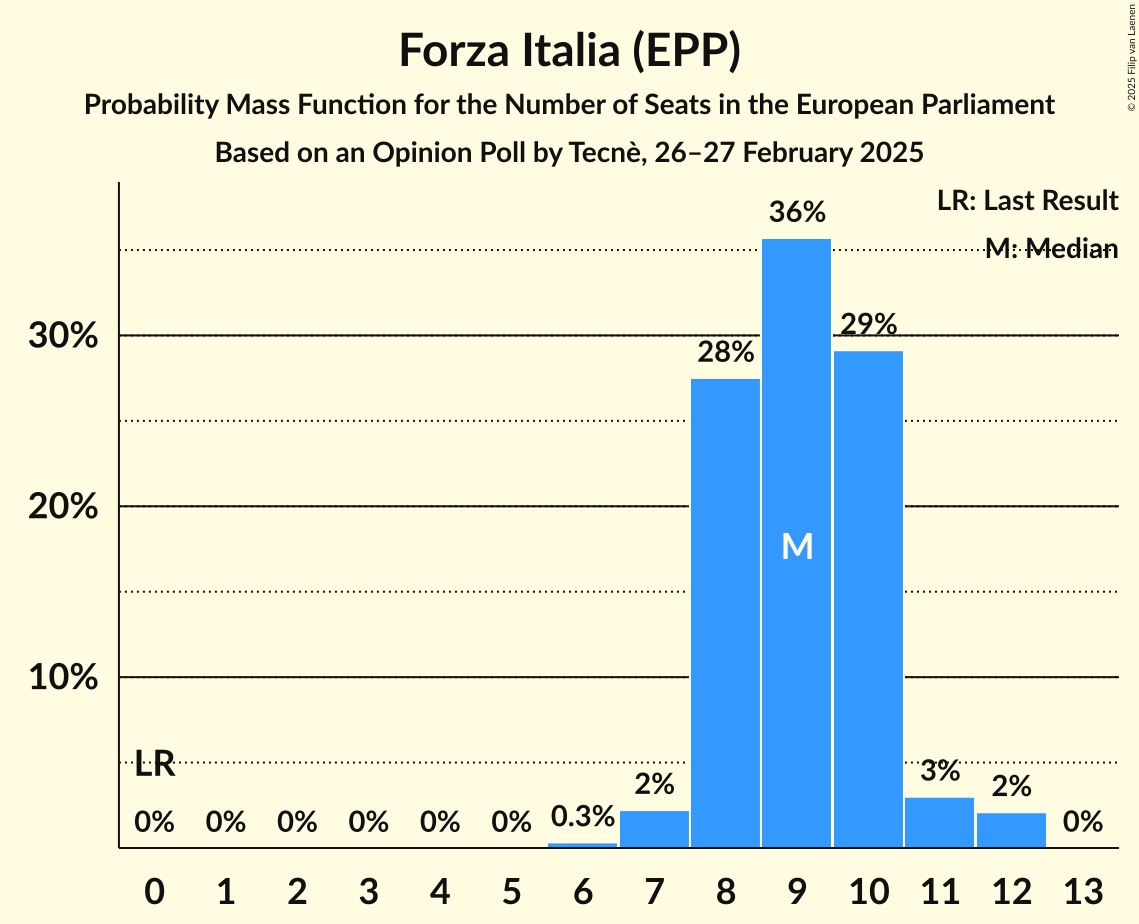 Forza Italia (EPP)
Probability Mass Function for the Number of Seats in the European Parliament
Based on an Opinion Poll by Tecnè, 26–27 February 2025
© 2025 Filip van Laenen
LR: Last Result
M: Median
36%
29%
28%
30%
20%
M
10%
LR
0% 0% 0% 0% 0% 0% 0.3% 2% 3% 2% 0%
0 1 2 3 4 5 6 7 8 9 10 11 12 13